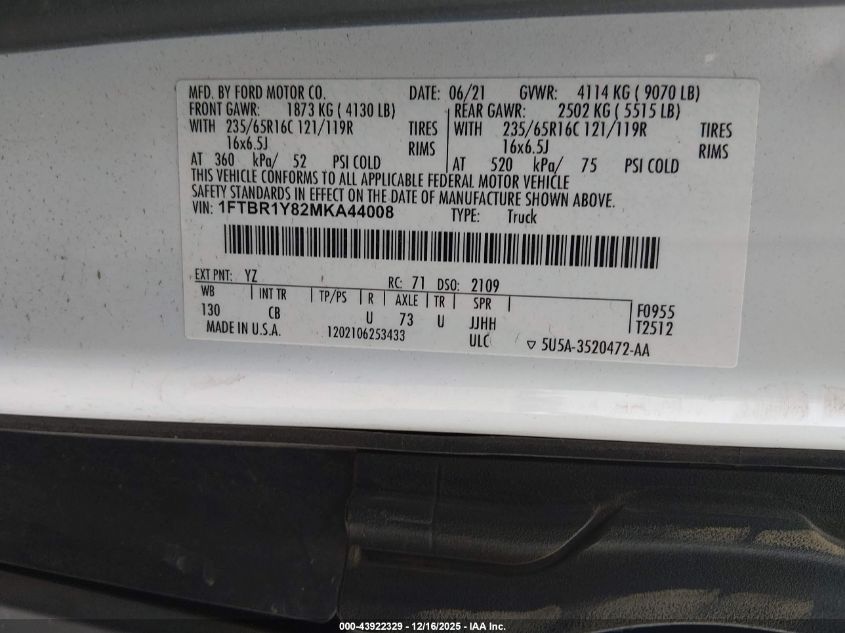 MFD. BY FORD MOTOR CO. DATE: 06/21 GVWR: 4114 KG ( 9070 LB)
FRONT GAWR: 1873 KG ( 4130 LB) REAR GAWR: 2502 KG ( 5515 LB)
WITH 235/65R16C 121/119R TIRES WITH 235/65R16C 121/119R TIRES
16x6.5J RIMS 16x6.5J RIMS
AT 360 kPa/ 52 PSI COLD AT 520 kPa/ 75 PSI COLD
THIS VEHICLE CONFORMS TO ALL APPLICABLE FEDERAL MOTOR VEHICLE
SAFETY STANDARDS IN EFFECT ON THE DATE OF MANUFACTURE SHOWN ABOVE.
VIN: 1FTBR1Y82MKA44008 TYPE: Truck
EXT PNT: YZ RC: 71 DSO: 2109
WB INT TR TP/PS R AXLE TR SPR F0955
130 CB U 73 U JJHH T2512
MADE IN U.S.A. 1202106253433 ULC ▽ 5U5A-3520472-AA
000-43922329 - 12/16/2025 - IAA Inc.